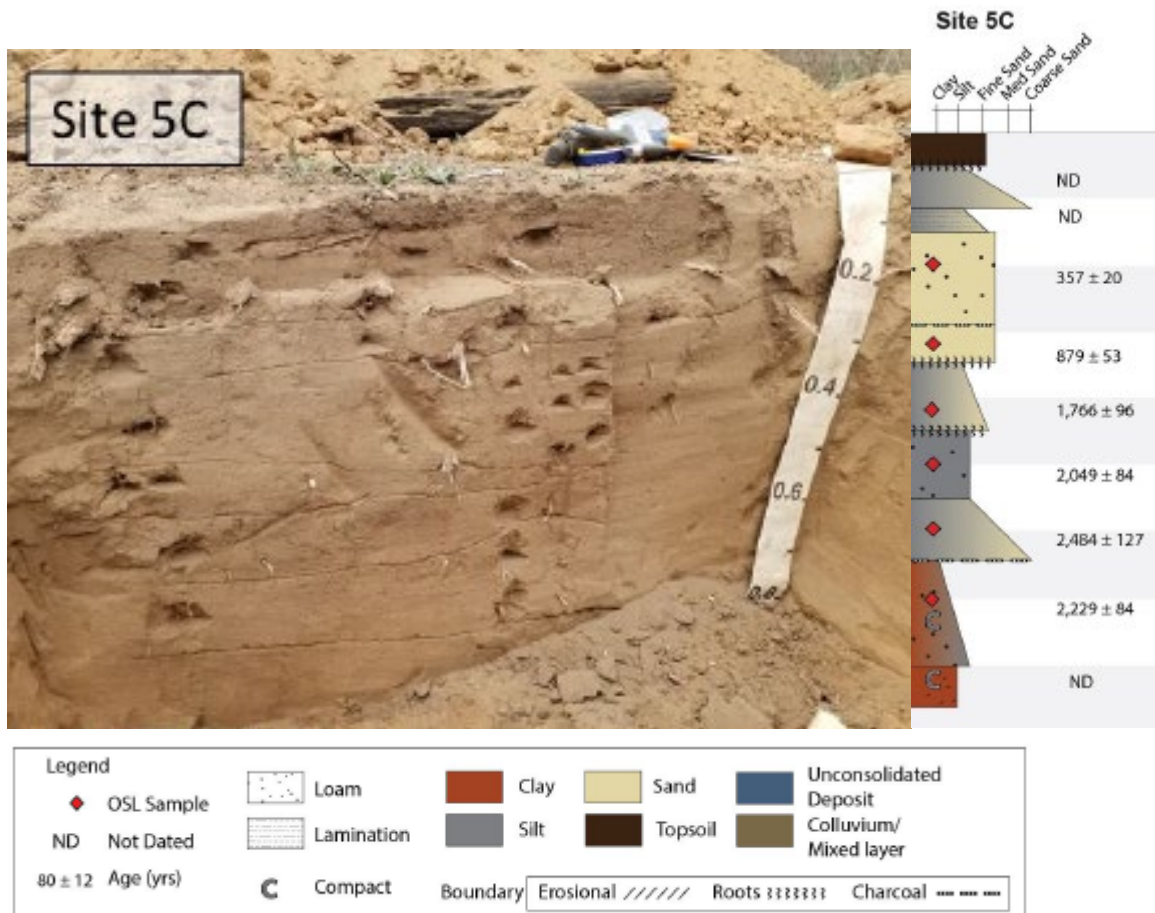 Site 5C
Site 5C
Clay
Silt
Fine Sand
Med Sand
Coarse Sand
0.2
0.4
0.6
0.8
ND
ND
357 ± 20
879 ± 53
1,766 ± 96
2,049 ± 84
2,484 ± 127
C
2,229 ± 84
C
ND
Legend
OSL Sample
ND Not Dated
80 ± 12 Age (yrs)
Loam
Lamination
C Compact
Clay
Silt
Sand
Topsoil
Unconsolidated
Deposit
Colluvium/
Mixed layer
Boundary Erosional Roots Charcoal